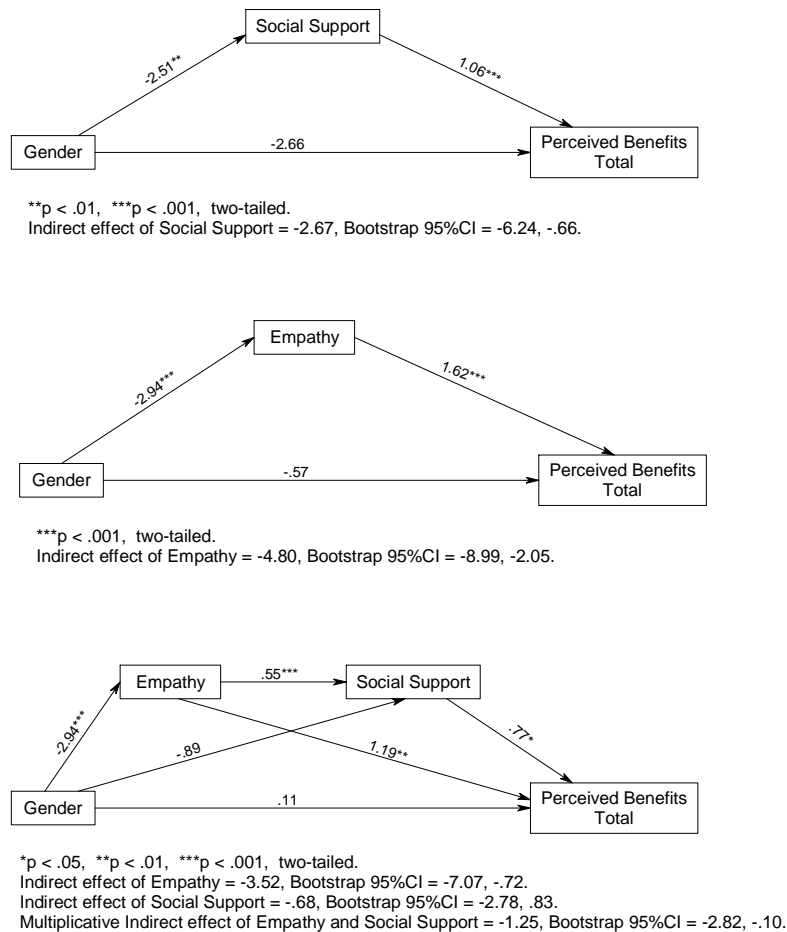 Social Support
-2.51**
1.06***
Gender
-2.66
Perceived Benefits
Total
**p < .01, ***p < .001, two-tailed.
Indirect effect of Social Support = -2.67, Bootstrap 95%CI = -6.24, -.66.
Empathy
-2.94***
1.62***
Gender
-.57
Perceived Benefits
Total
***p < .001, two-tailed.
Indirect effect of Empathy = -4.80, Bootstrap 95%CI = -8.99, -2.05.
Empathy
.55***
Social Support
-2.94***
-.89
1.19**
.77*
Gender
.11
Perceived Benefits
Total
*p < .05, **p < .01, ***p < .001, two-tailed.
Indirect effect of Empathy = -3.52, Bootstrap 95%CI = -7.07, -.72.
Indirect effect of Social Support = -.68, Bootstrap 95%CI = -2.78, .83.
Multiplicative Indirect effect of Empathy and Social Support = -1.25, Bootstrap 95%CI = -2.82, -.10.